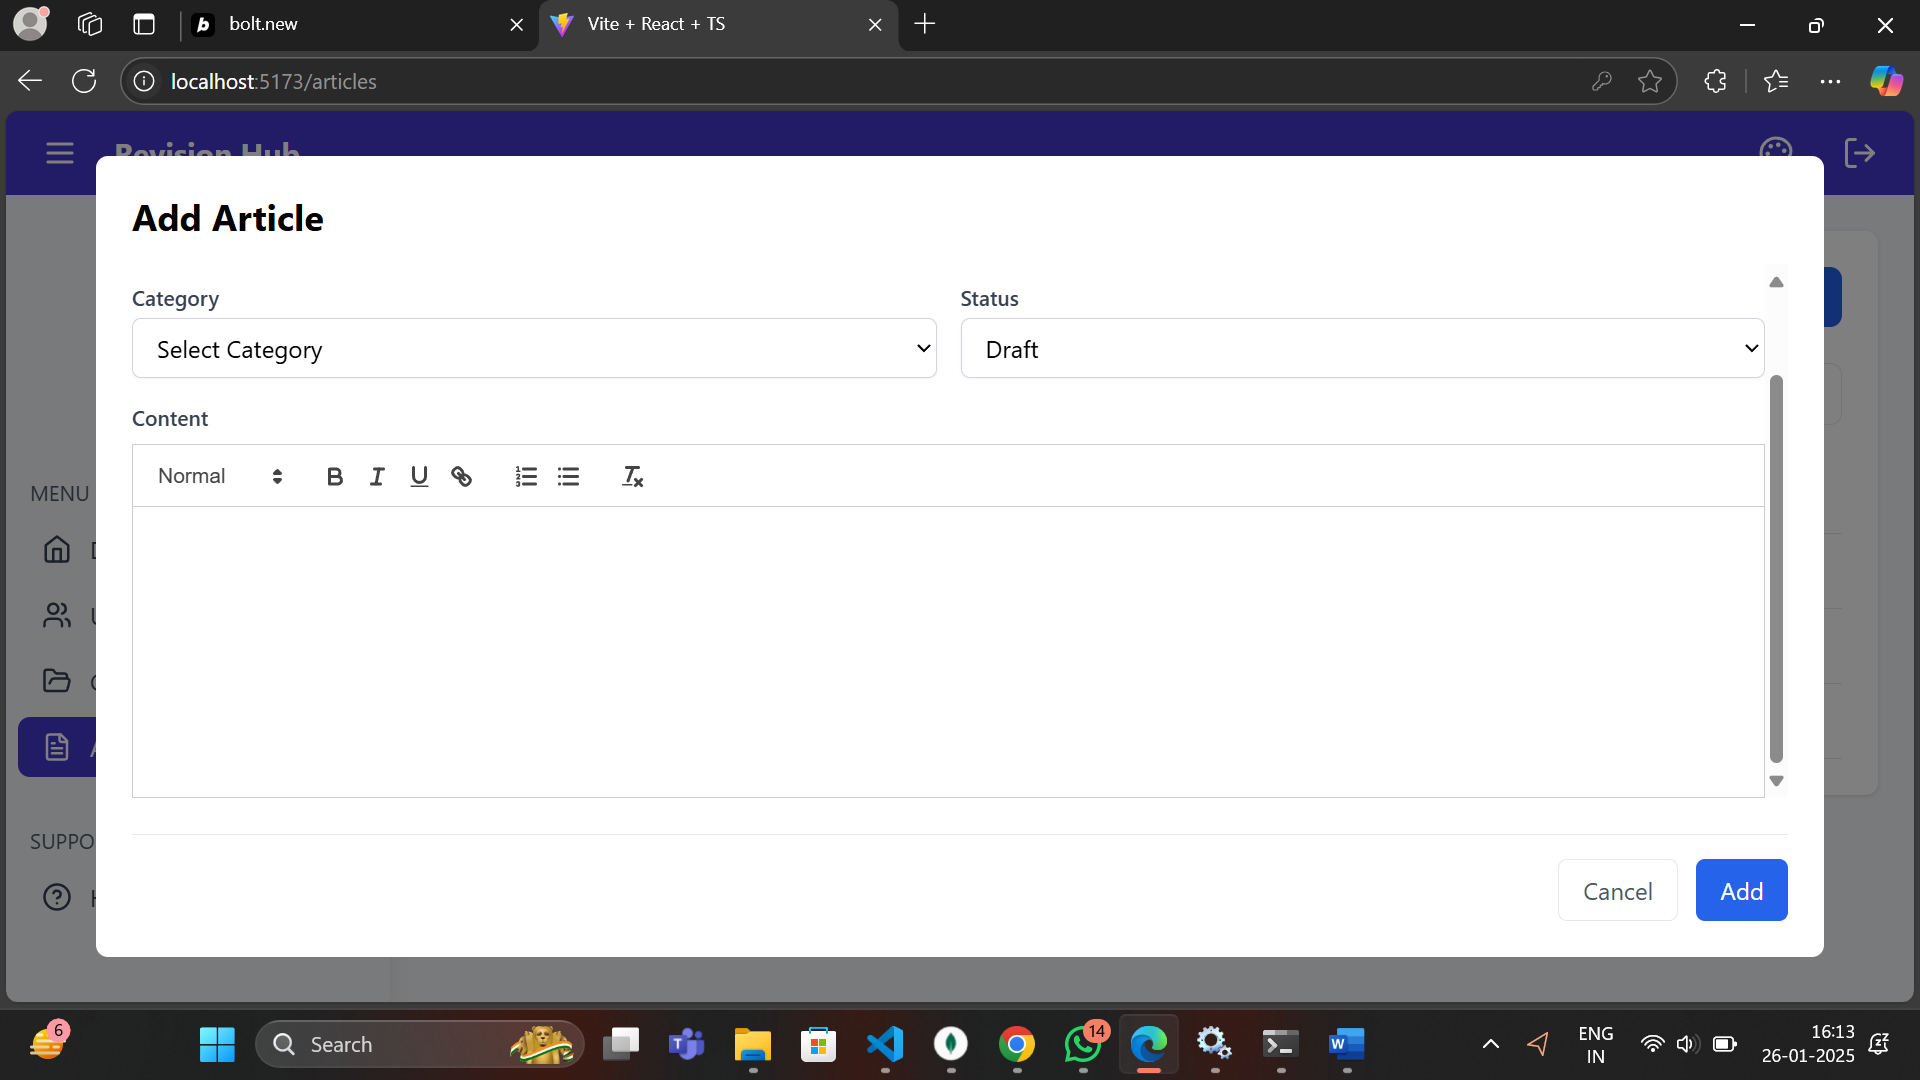 bolt.new
Vite + React + TS
localhost:5173/articles
Revision Hub
Add Article
Category
Status
Select Category
Draft
Content
Normal
MENU
Cancel
Add
6
Search
14
ENG
IN
16:13
26-01-2025